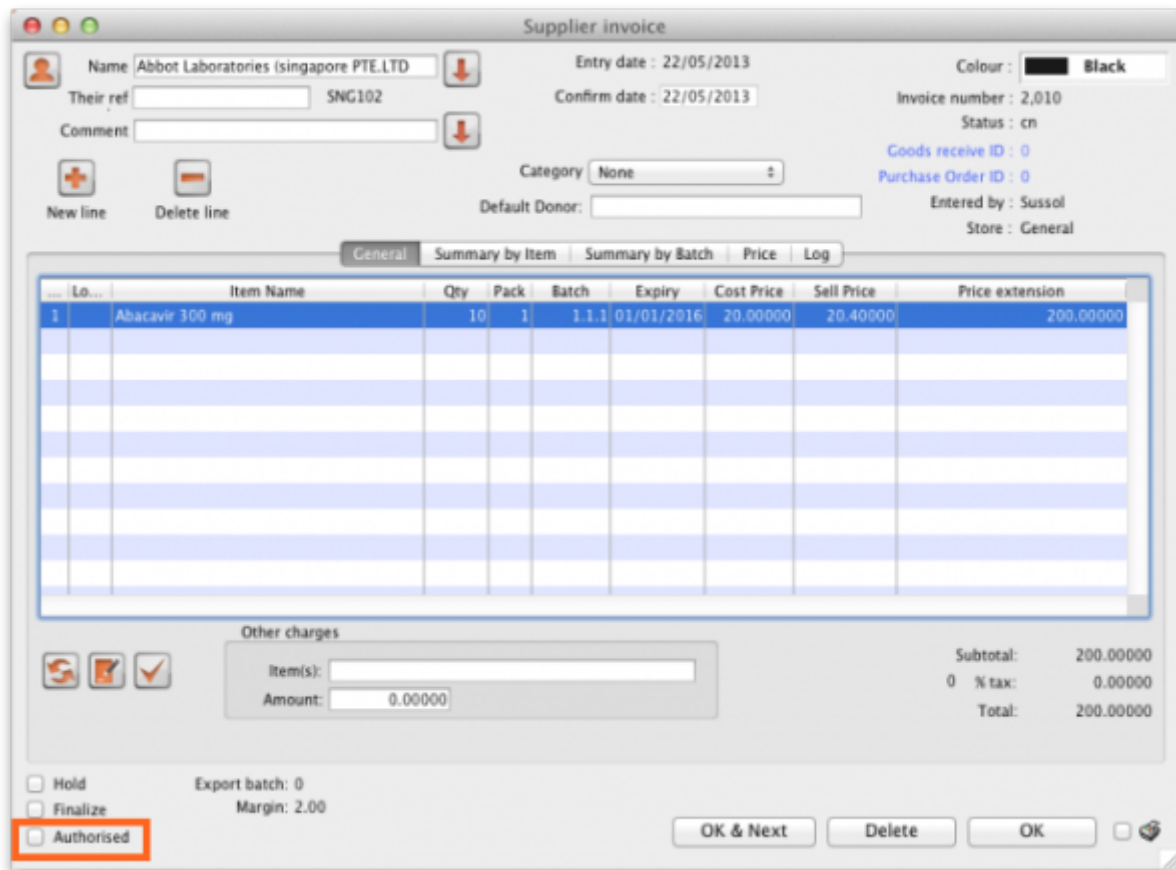 Supplier invoice
Name Abbot Laboratories (singapore PTE.LTD
Entry date : 22/05/2013
Colour : Black
Their ref SNG102
Confirm date : 22/05/2013
Invoice number : 2,010
Comment
Status : cn
Goods receive ID : 0
Category None
Purchase Order ID : 0
New line Delete line
Default Donor:
Entered by : Sussol
Store : General
General Summary by Item Summary by Batch Price Log
... Lo... Item Name Qty Pack Batch Expiry Cost Price Sell Price Price extension
1 Abacavir 300 mg 10 1 1.1.1 01/01/2016 20.00000 20.40000 200.00000
Other charges
Item(s):
Subtotal: 200.00000
Amount: 0.00000
0 % tax: 0.00000
Total: 200.00000
Hold Export batch: 0
Finalize Margin: 2.00
Authorised
OK & Next Delete OK